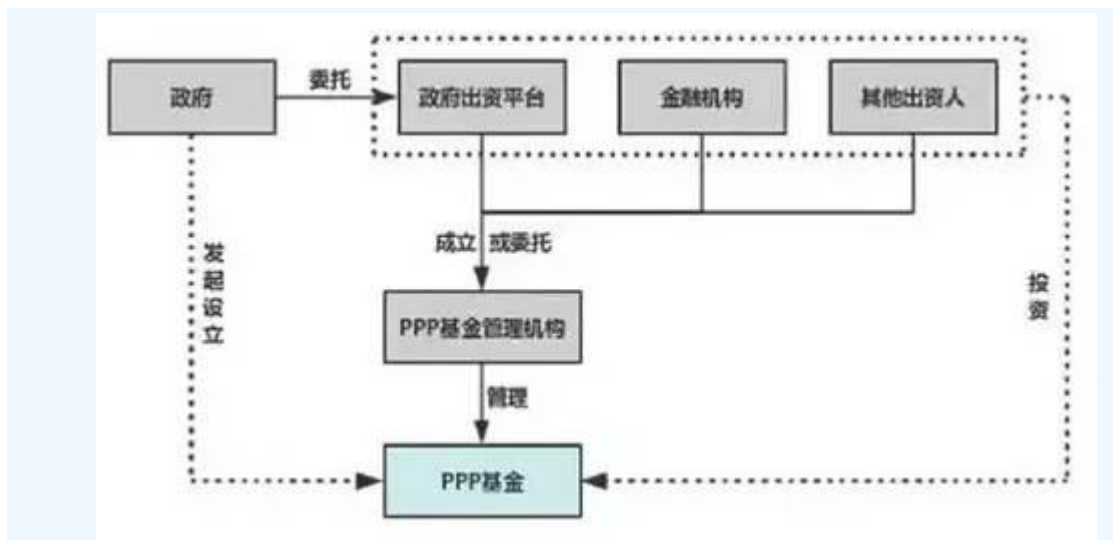 政府
委托
政府出资平台
金融机构
其他出资人
成立 或委托
发起设立
投资
PPP基金管理机构
管理
PPP基金